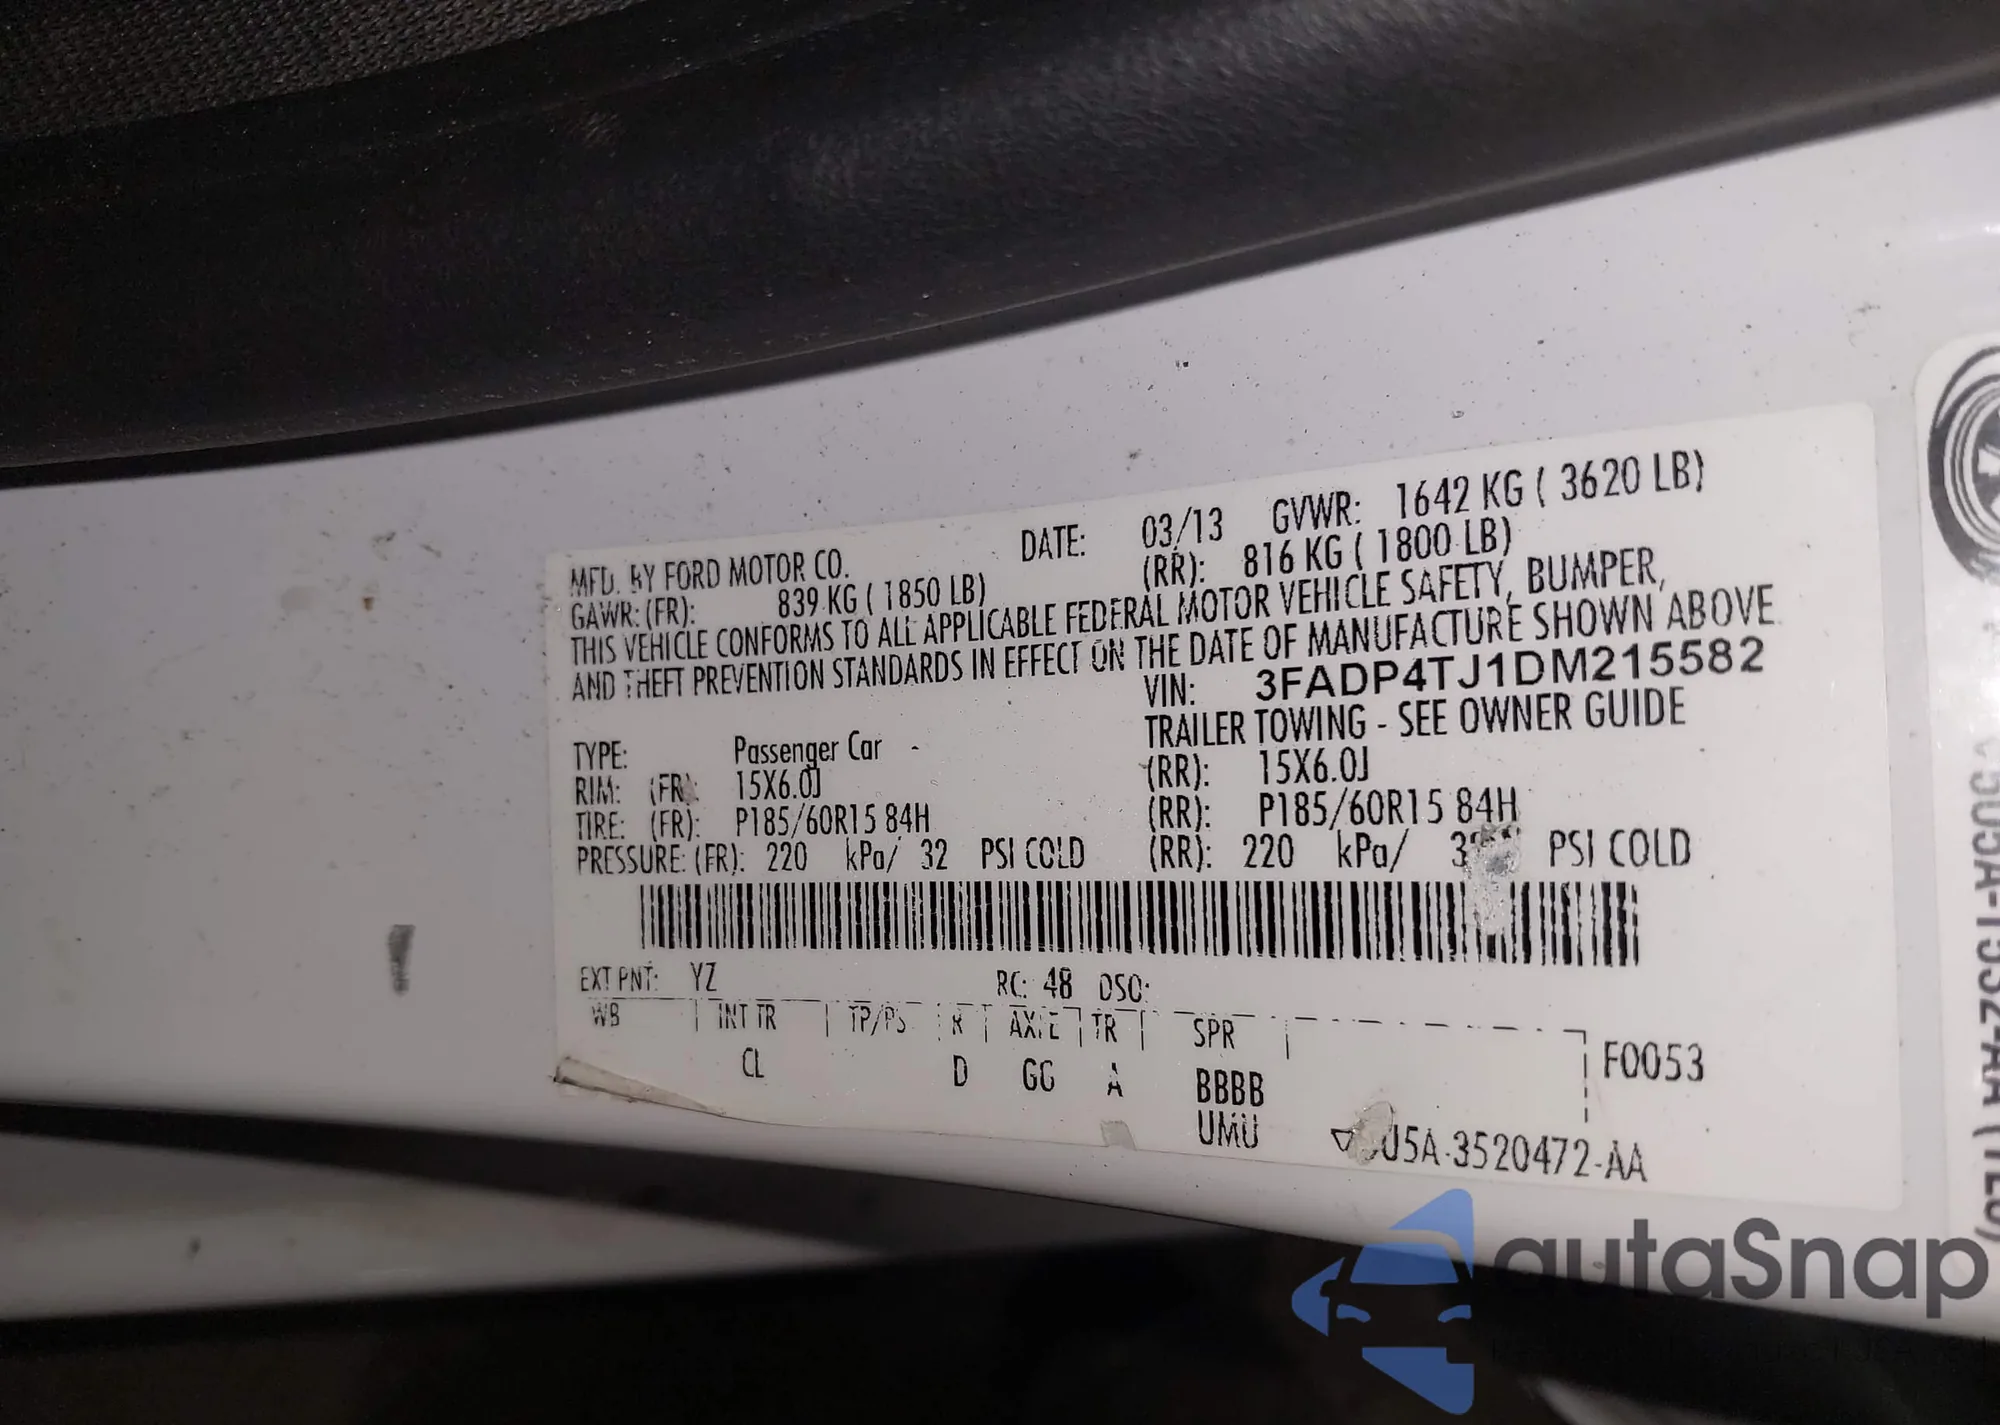 MFD. BY FORD MOTOR CO. DATE: 03/13 GVWR: 1642 KG ( 3620 LB)
GAWR: (FR): 839 KG ( 1850 LB) (RR): 816 KG ( 1800 LB)
THIS VEHICLE CONFORMS TO ALL APPLICABLE FEDERAL MOTOR VEHICLE SAFETY, BUMPER,
AND THEFT PREVENTION STANDARDS IN EFFECT ON THE DATE OF MANUFACTURE SHOWN ABOVE
VIN: 3FADP4TJ1DM215582
TYPE: Passenger Car - TRAILER TOWING - SEE OWNER GUIDE
RIM: (FR): 15X6.0J (RR): 15X6.0J
TIRE: (FR): P185/60R15 84H (RR): P185/60R15 84H
PRESSURE: (FR): 220 kPa/ 32 PSI COLD (RR): 220 kPa/ PSI COLD
EXT PNT: YZ RC: 48 DSO:
WB INT TR TP/PS R AXLE TR SPR
CL D GG A BBBB F0053
UMU
U5A-3520472-AA
autaSnap